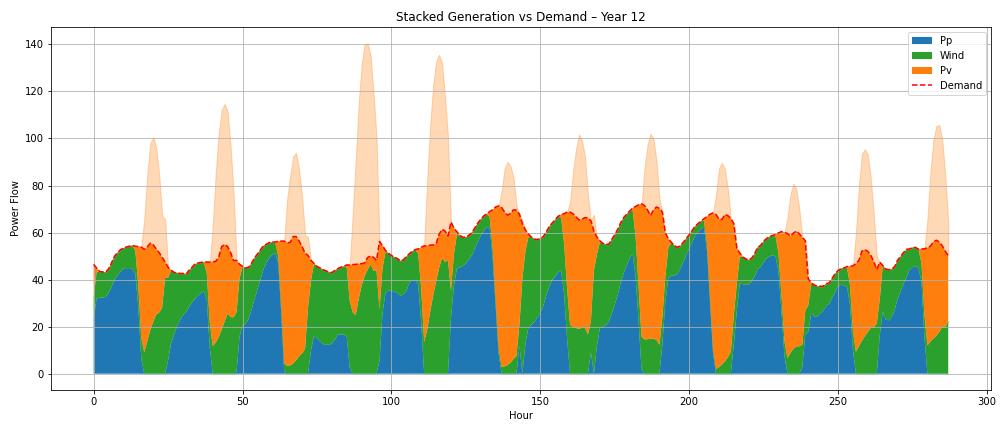 Stacked Generation vs Demand – Year 12
Pp
Wind
Pv
Demand
140
120
100
80
60
40
20
0
Power Flow
0 50 100 150 200 250 300
Hour